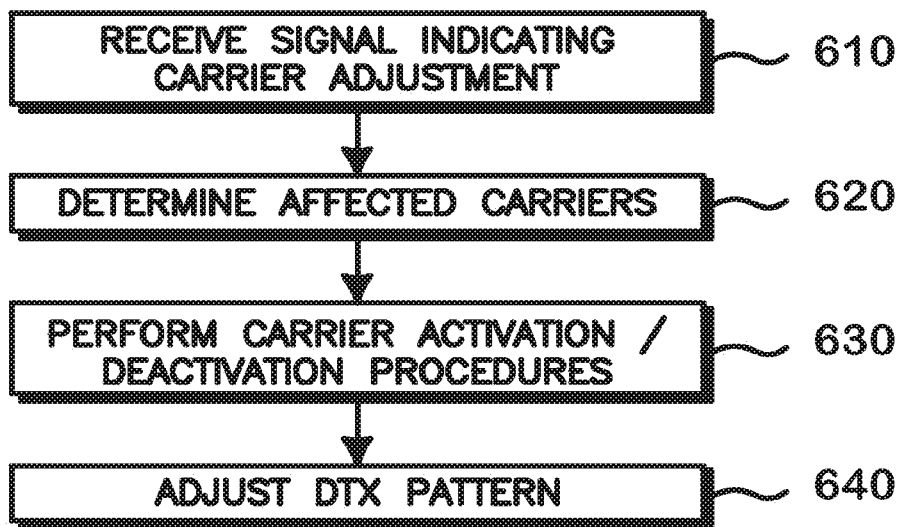 RECEIVE SIGNAL INDICATING
CARRIER ADJUSTMENT
610
DETERMINE AFFECTED CARRIERS
620
PERFORM CARRIER ACTIVATION /
DEACTIVATION PROCEDURES
630
ADJUST DTX PATTERN
640